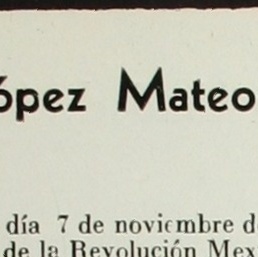 ópez Mateo
día 7 de noviembre d
de la Revolución Mex